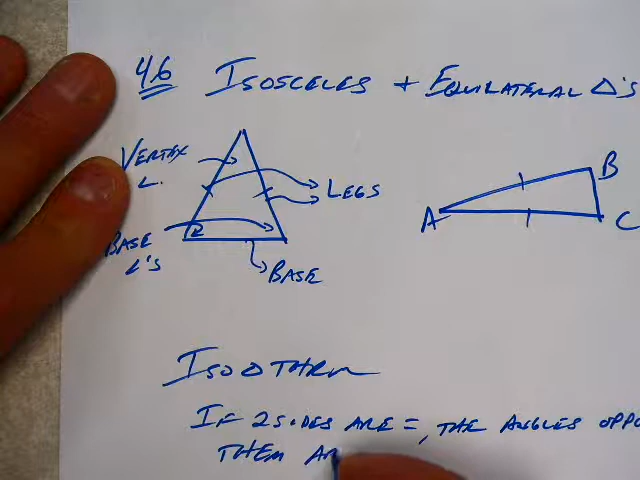 4.6 ISOSCELES + EQUILATERAL Δ'S
VERTEX
∠.
LEGS
BASE
∠'S
BASE
A
B
C
ISO Δ THRM
IF 2 SIDES ARE =, THE ANGLES OPPO
THEM AR